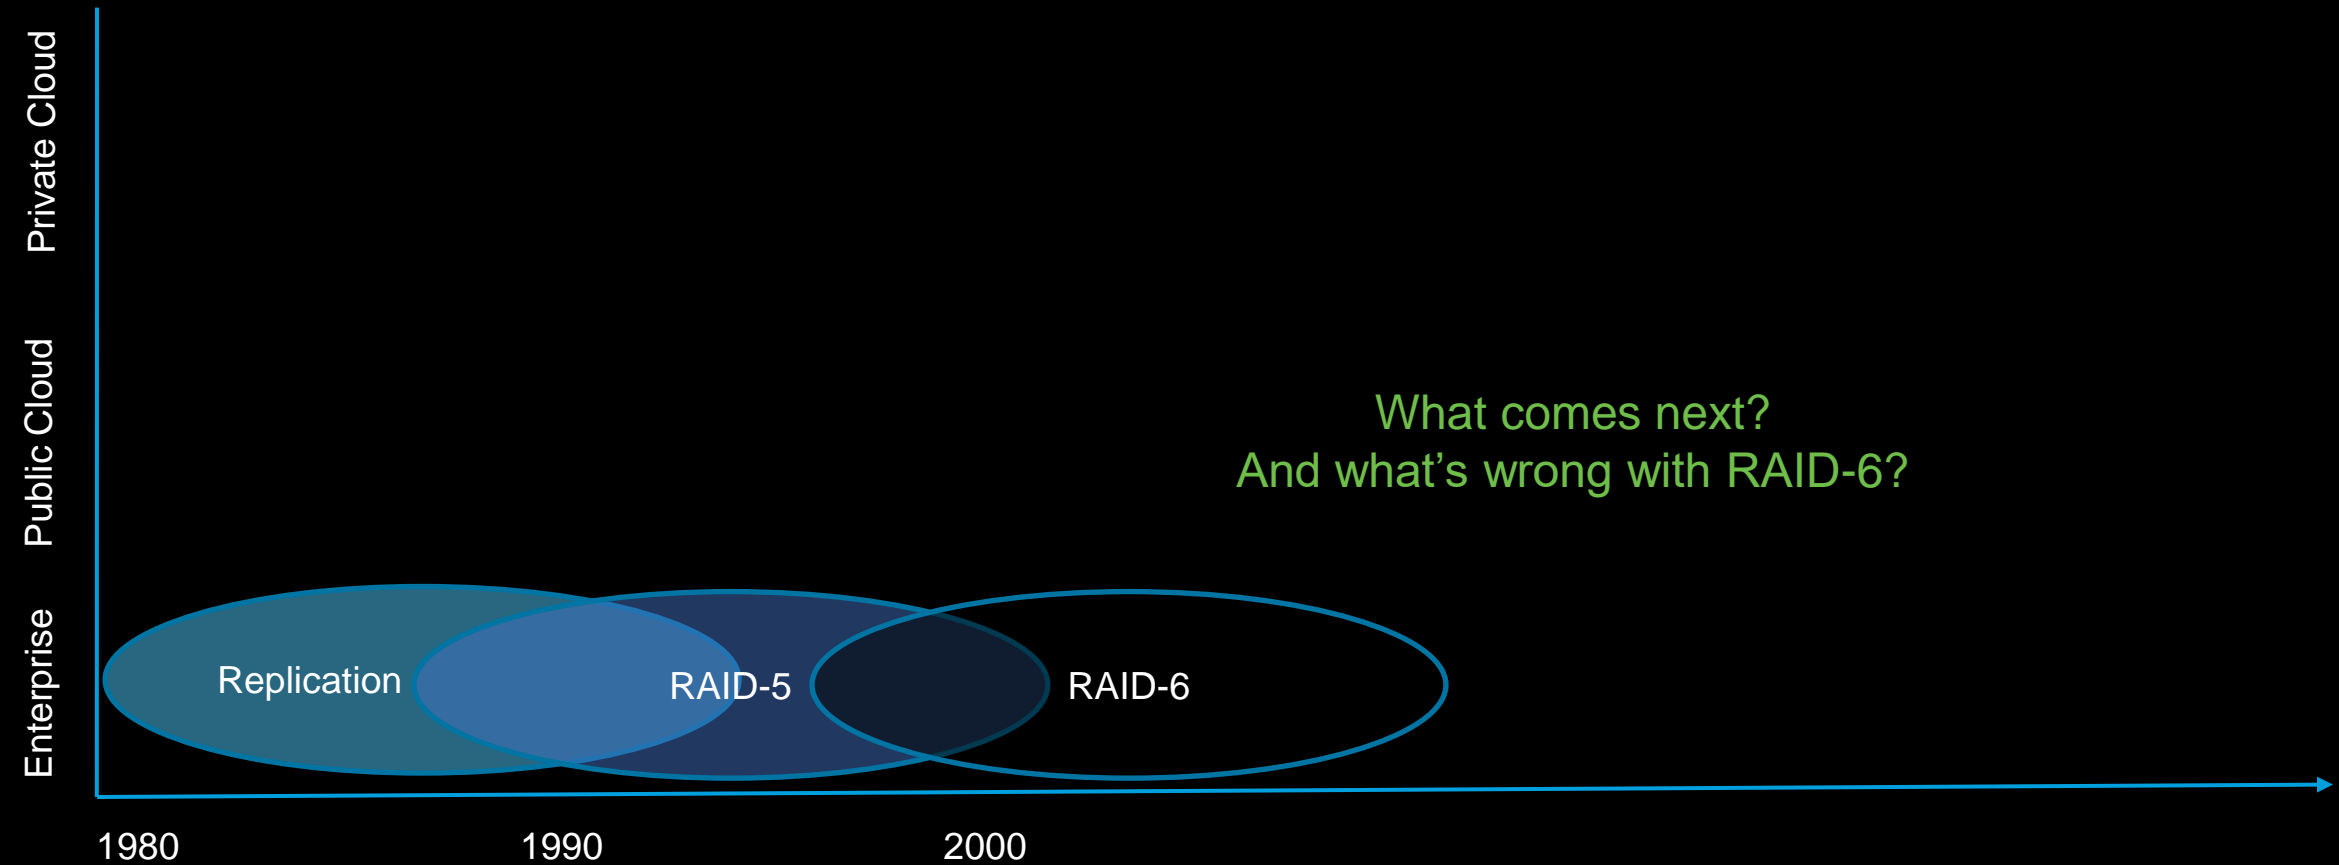 Private Cloud
Public Cloud
Enterprise
What comes next?
And what’s wrong with RAID-6?
Replication
RAID-5
RAID-6
1980
1990
2000